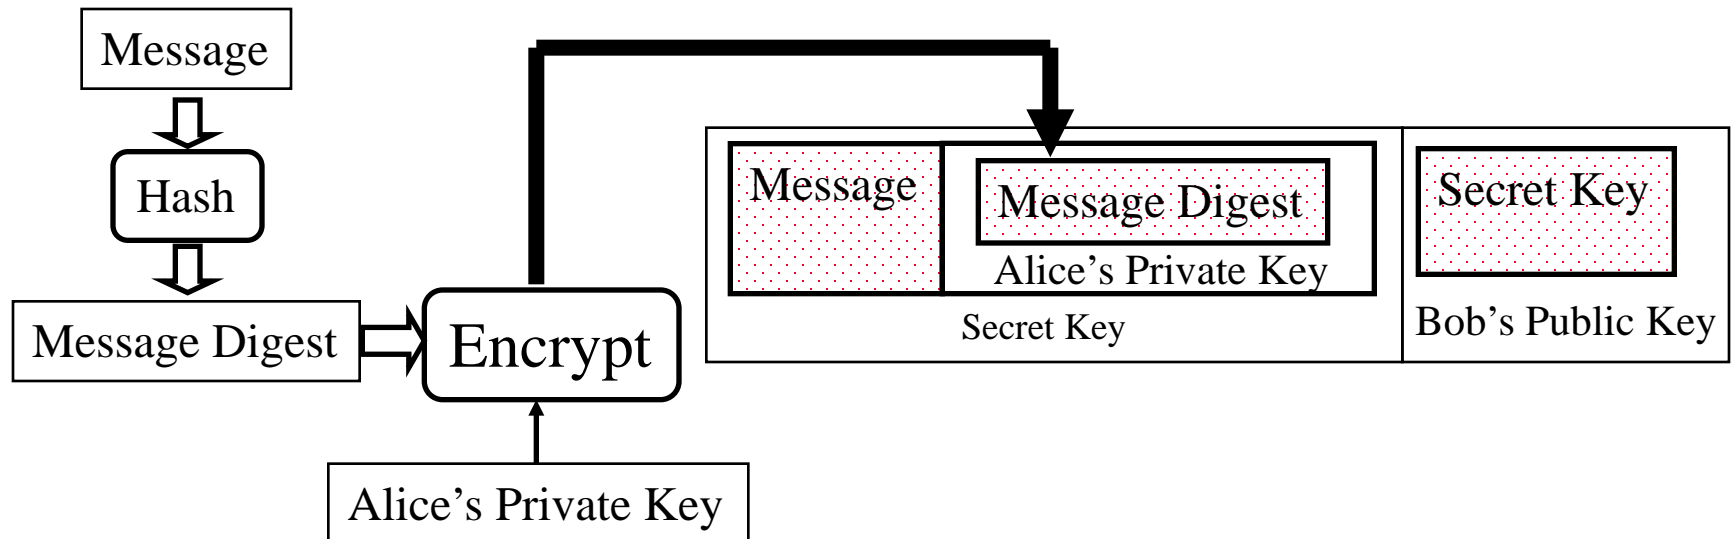 Message
Hash
Message Digest
Encrypt
Alice’s Private Key
Message
Message Digest
Alice’s Private Key
Secret Key
Secret Key
Bob’s Public Key